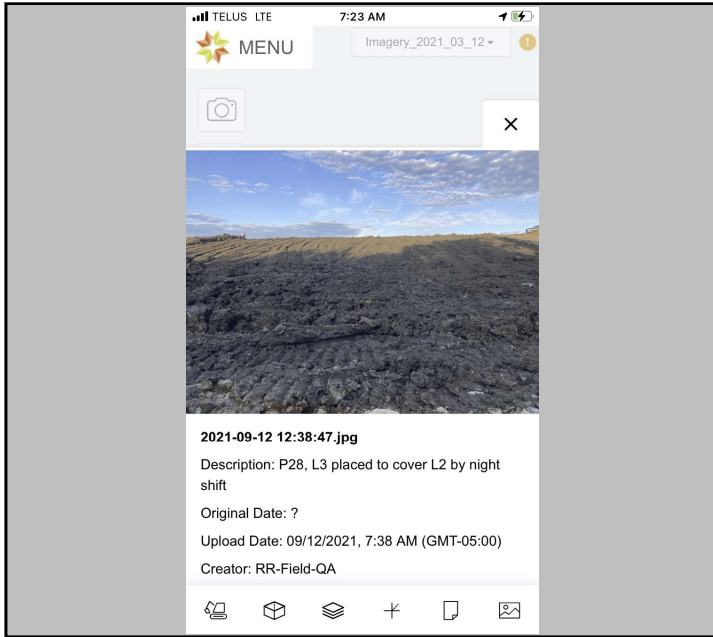 TELUS LTE 7:23 AM
MENU Imagery_2021_03_12
2021-09-12 12:38:47.jpg
Description: P28, L3 placed to cover L2 by night
shift
Original Date: ?
Upload Date: 09/12/2021, 7:38 AM (GMT-05:00)
Creator: RR-Field-QA